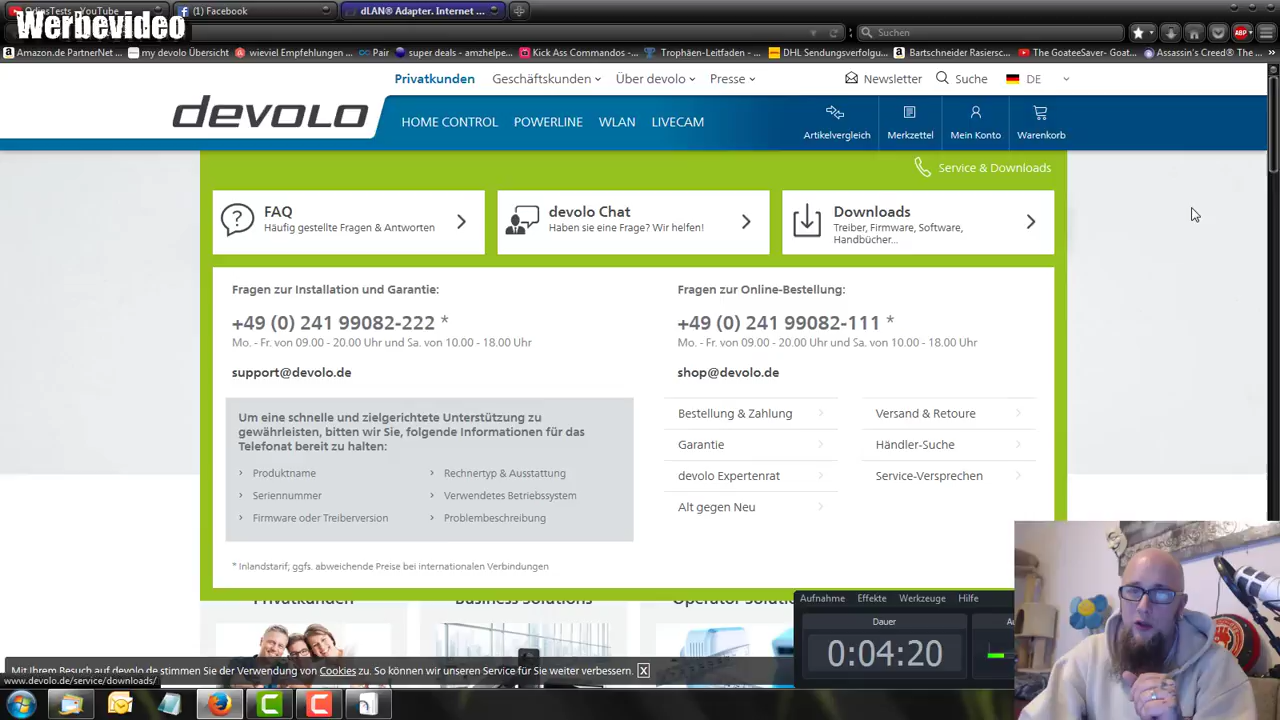 OdinsTests - YouTube
Facebook
dLAN® Adapter. Internet ...
Werbevideo
Suchen
ABP
Amazon.de PartnerNet
my devolo Übersicht
wieviel Empfehlungen ...
Pair
super deals - amzhelpe...
Kick Ass Commandos -...
Trophäen-Leitfaden - ...
DHL Sendungsverfolgu...
Bartschneider Rasiersc...
The GoateeSaver- Go...
Assassin's Creed® The ...
Privatkunden
Geschäftskunden
Über devolo
Presse
Newsletter
Suche
DE
devolo
HOME CONTROL
POWERLINE
WLAN
LIVECAM
Artikelvergleich
Merkzettel
Mein Konto
Warenkorb
Service & Downloads
FAQ
Häufig gestellte Fragen & Antworten
devolo Chat
Haben sie eine Frage? Wir helfen!
Downloads
Treiber, Firmware, Software,
Handbücher...
Fragen zur Installation und Garantie:
+49 (0) 241 99082-222 *
Mo. - Fr. von 09.00 - 20.00 Uhr und Sa. von 10.00 - 18.00 Uhr
support@devolo.de
Um eine schnelle und zielgerichtete Unterstützung zu
gewährleisten, bitten wir Sie, folgende Informationen für das
Telefonat bereit zu halten:
Produktname
Rechnertyp & Ausstattung
Seriennummer
Verwendetes Betriebssystem
Firmware oder Treiberversion
Problembeschreibung
* Inlandstarif; ggfs. abweichende Preise bei internationalen Verbindungen
Fragen zur Online-Bestellung:
+49 (0) 241 99082-111 *
Mo. - Fr. von 09.00 - 20.00 Uhr und Sa. von 10.00 - 18.00 Uhr
shop@devolo.de
Bestellung & Zahlung
Versand & Retoure
Garantie
Händler-Suche
devolo Expertenrat
Service-Versprechen
Alt gegen Neu
Privatkunden
Business Solutions
Aufnahme
Effekte
Werkzeuge
Hilfe
Dauer
0:04:20
Mit Ihrem Besuch auf devolo.de stimmen Sie der Verwendung von Cookies zu. So können wir unseren Service für Sie weiter verbessern. X
www.devolo.de/service/downloads/